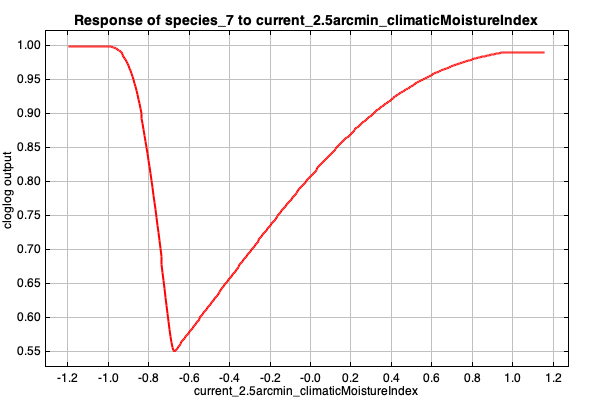 Response of species_7 to current_2.5arcmin_climaticMoistureIndex
1.00
0.95
0.90
0.85
0.80
0.75
0.70
0.65
0.60
0.55
cloglog output
-1.2 -1.0 -0.8 -0.6 -0.4 -0.2 -0.0 0.2 0.4 0.6 0.8 1.0 1.2
current_2.5arcmin_climaticMoistureIndex